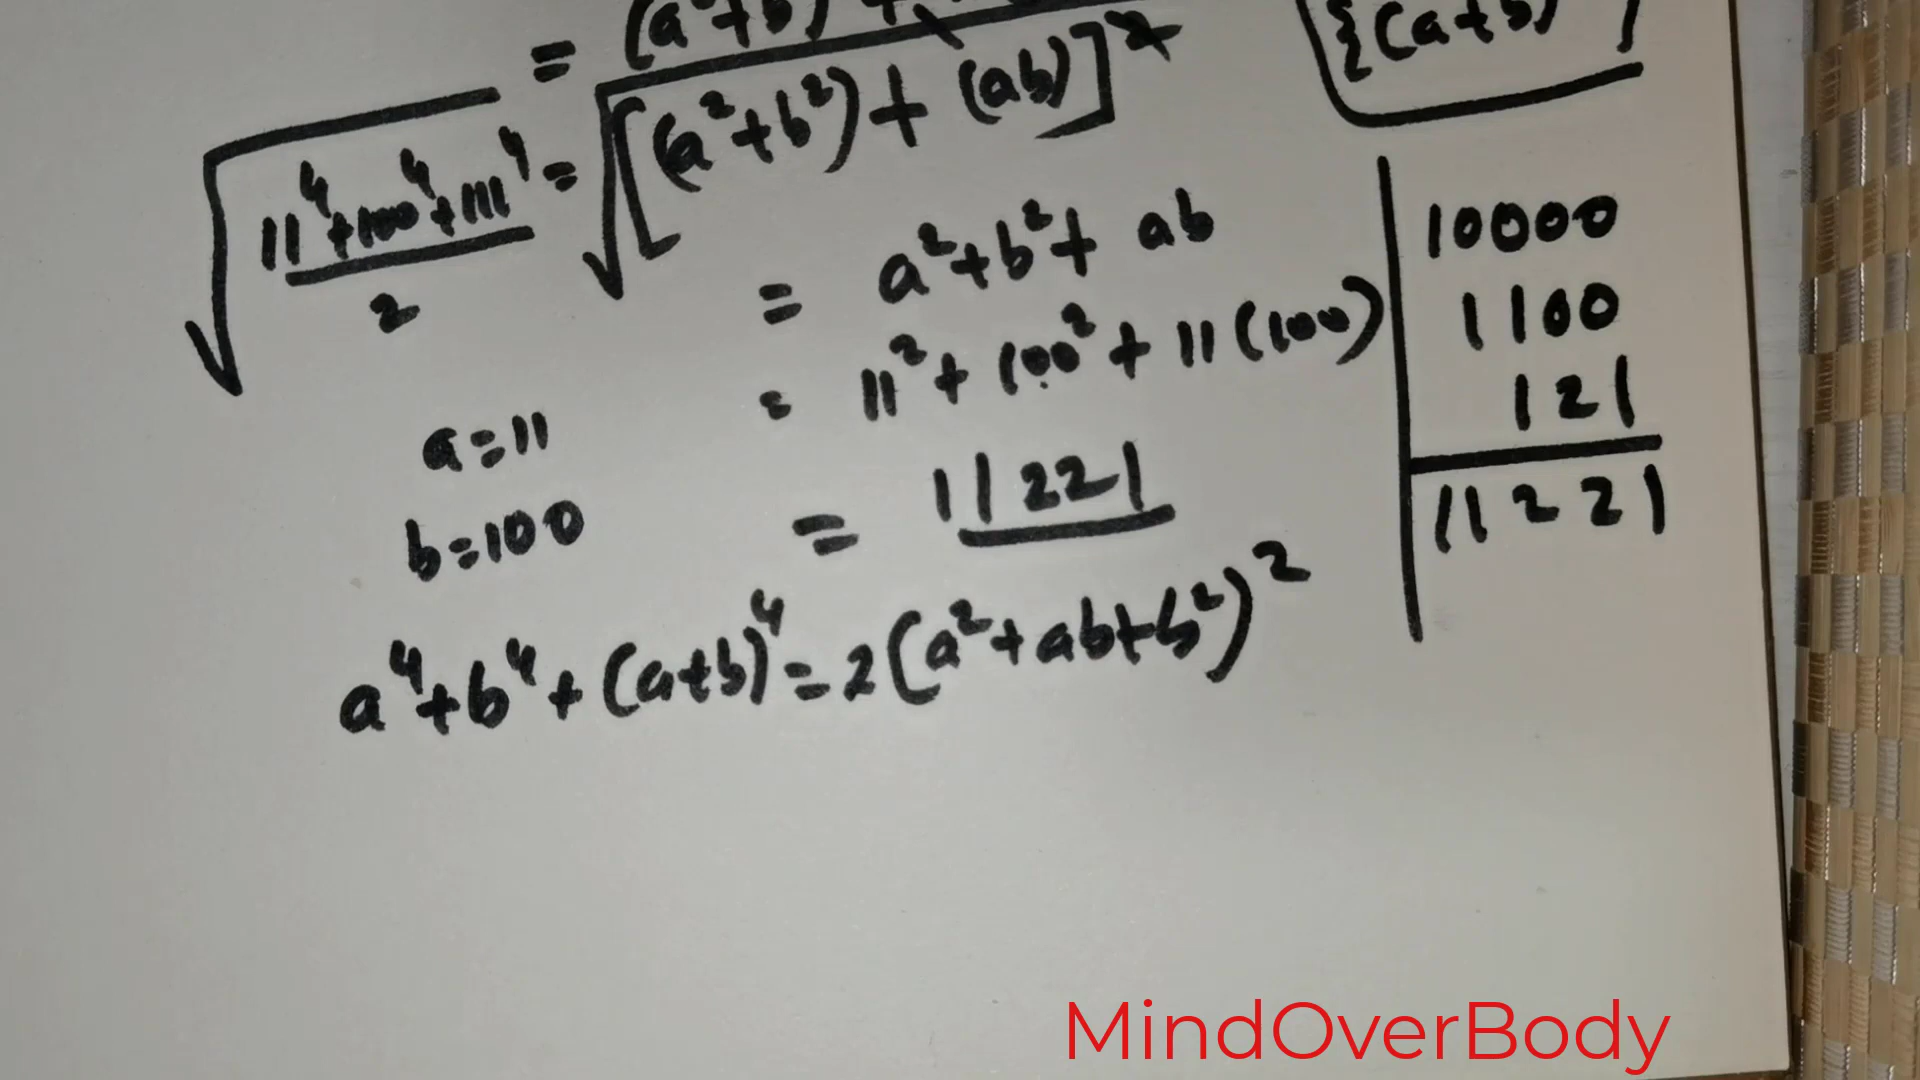 = (a²+b²)
{(a+b)²}
√(11⁴+100⁴+111⁴ / 2) = √[(a²+b²)+(ab)]²
= a²+b²+ ab
= 11²+ 100²+ 11(100)
a=11
b=100
= 11221
a⁴+b⁴+(a+b)⁴=2(a²+ab+b²)²
10000
1100
121
11221
MindOverBody